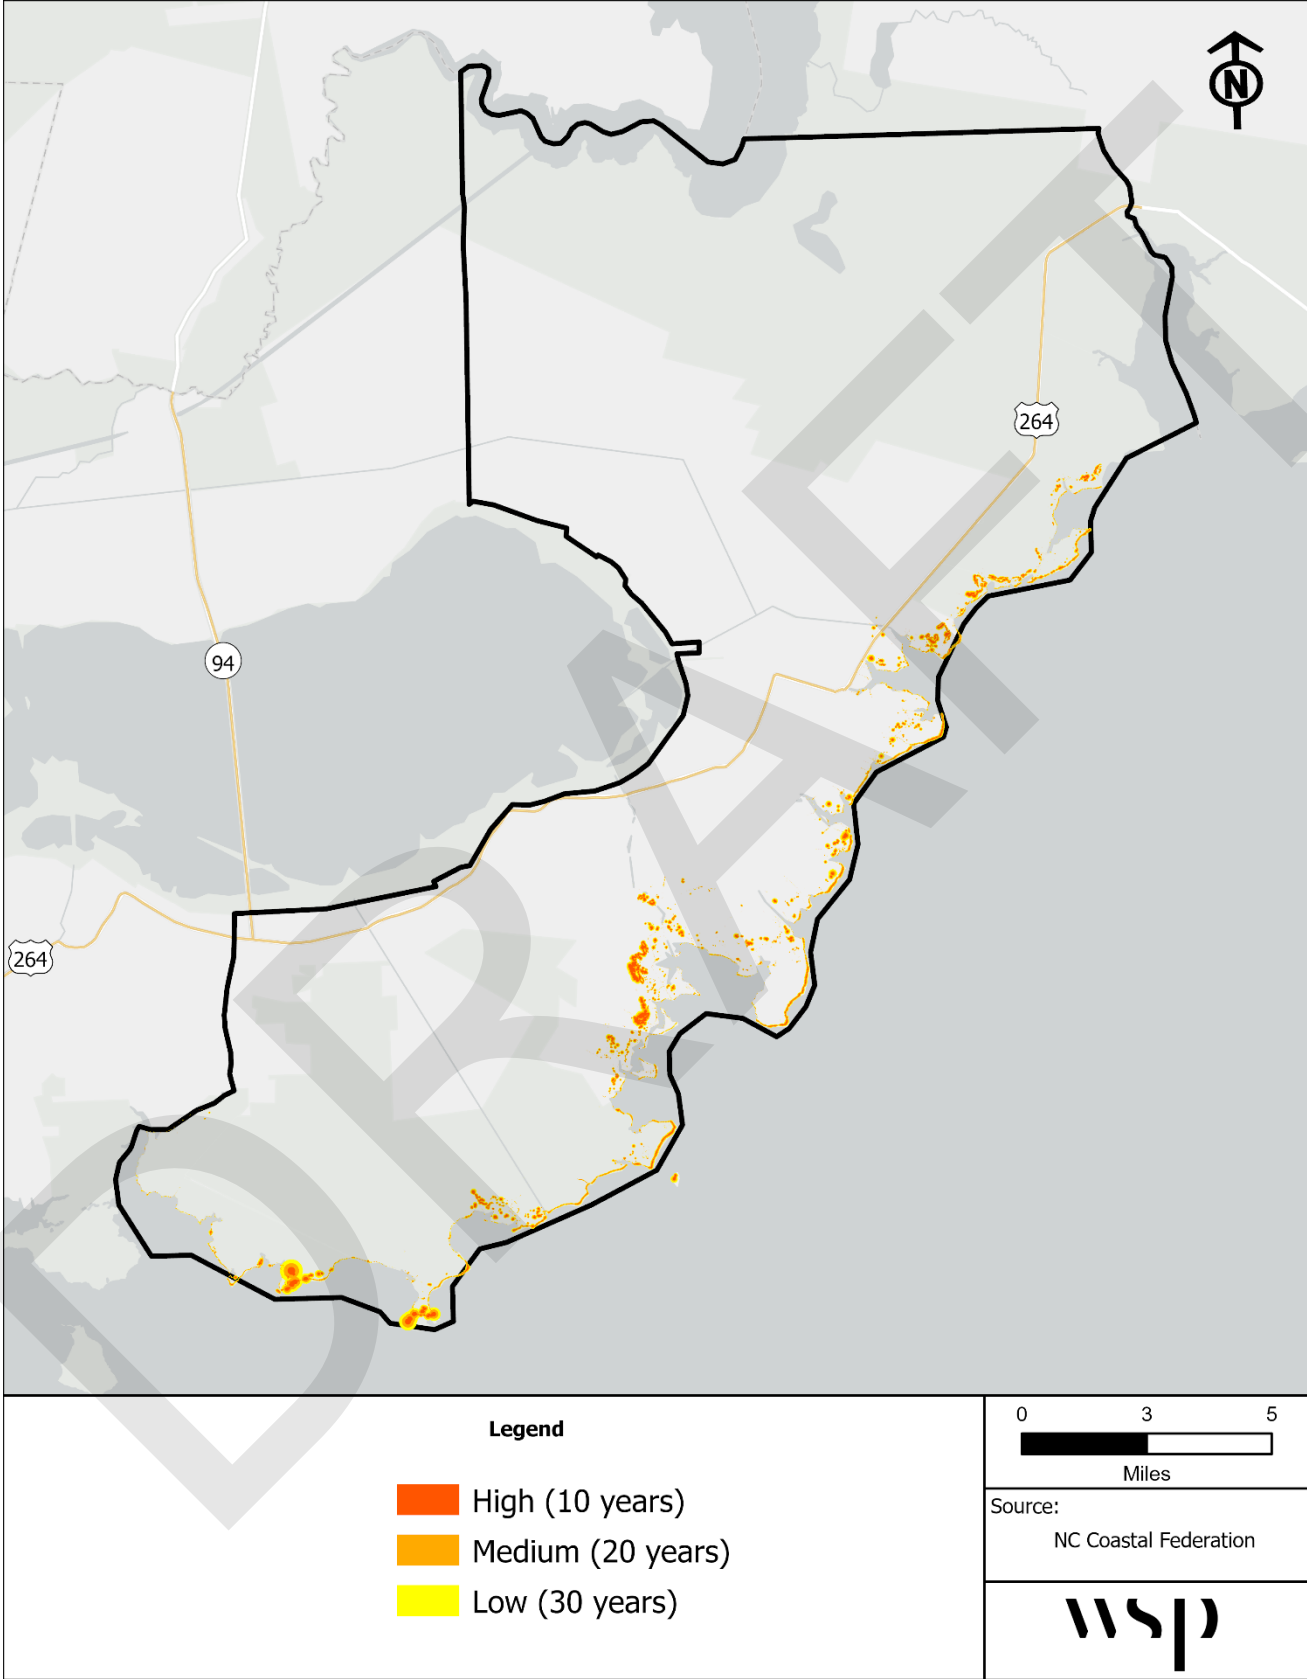 N
264
94
264
DRAFT
Legend
High (10 years)
Medium (20 years)
Low (30 years)
0 3 5
Miles
Source:
NC Coastal Federation
wsp